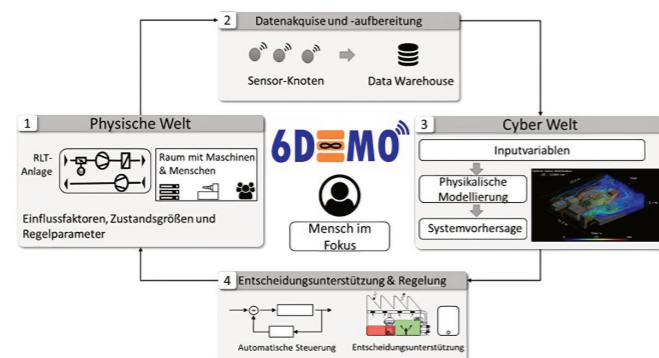 2 Datenakquise und -aufbereitung
Sensor-Knoten
Data Warehouse
1 Physische Welt
RLT-
Anlage
Raum mit Maschinen
& Menschen
Einflussfaktoren, Zustandsgrößen und
Regelparameter
6DEMO
Mensch im
Fokus
3 Cyber Welt
Inputvariablen
Physikalische
Modellierung
Systemvorhersage
4 Entscheidungsunterstützung & Regelung
Automatische Steuerung
Entscheidungsunterstützung